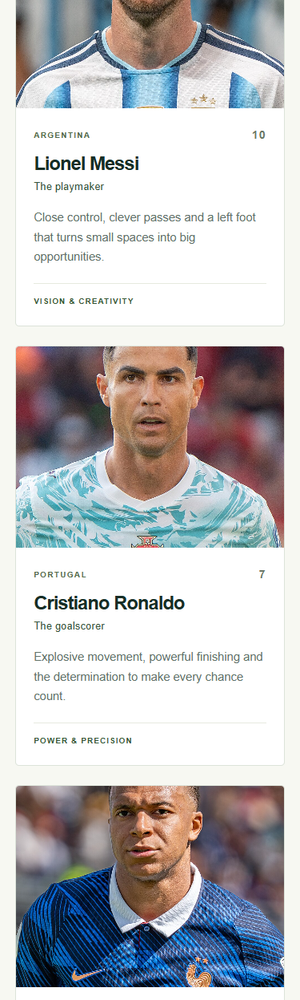 ARGENTINA 10
Lionel Messi
The playmaker
Close control, clever passes and a left foot
that turns small spaces into big
opportunities.
VISION & CREATIVITY
PORTUGAL 7
Cristiano Ronaldo
The goalscorer
Explosive movement, powerful finishing and
the determination to make every chance
count.
POWER & PRECISION